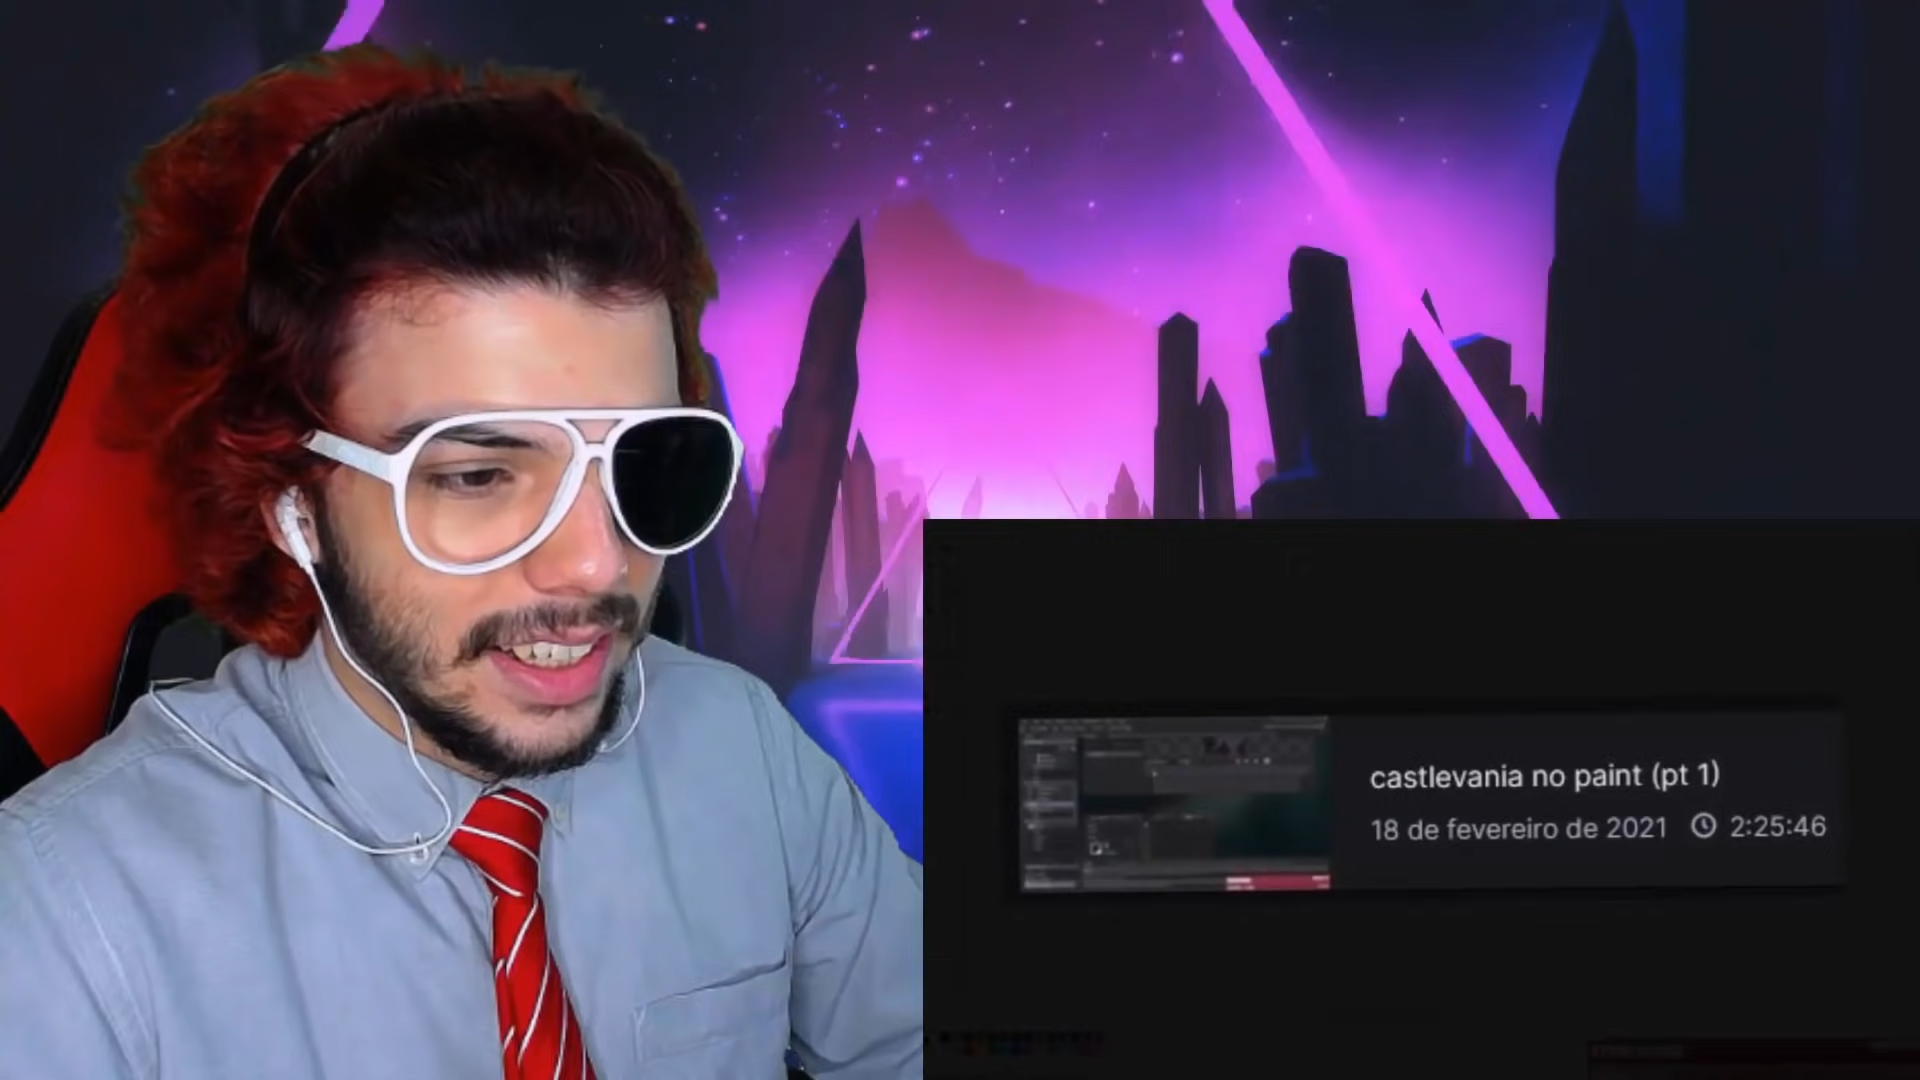 castlevania no paint (pt 1)
18 de fevereiro de 2021 2:25:46